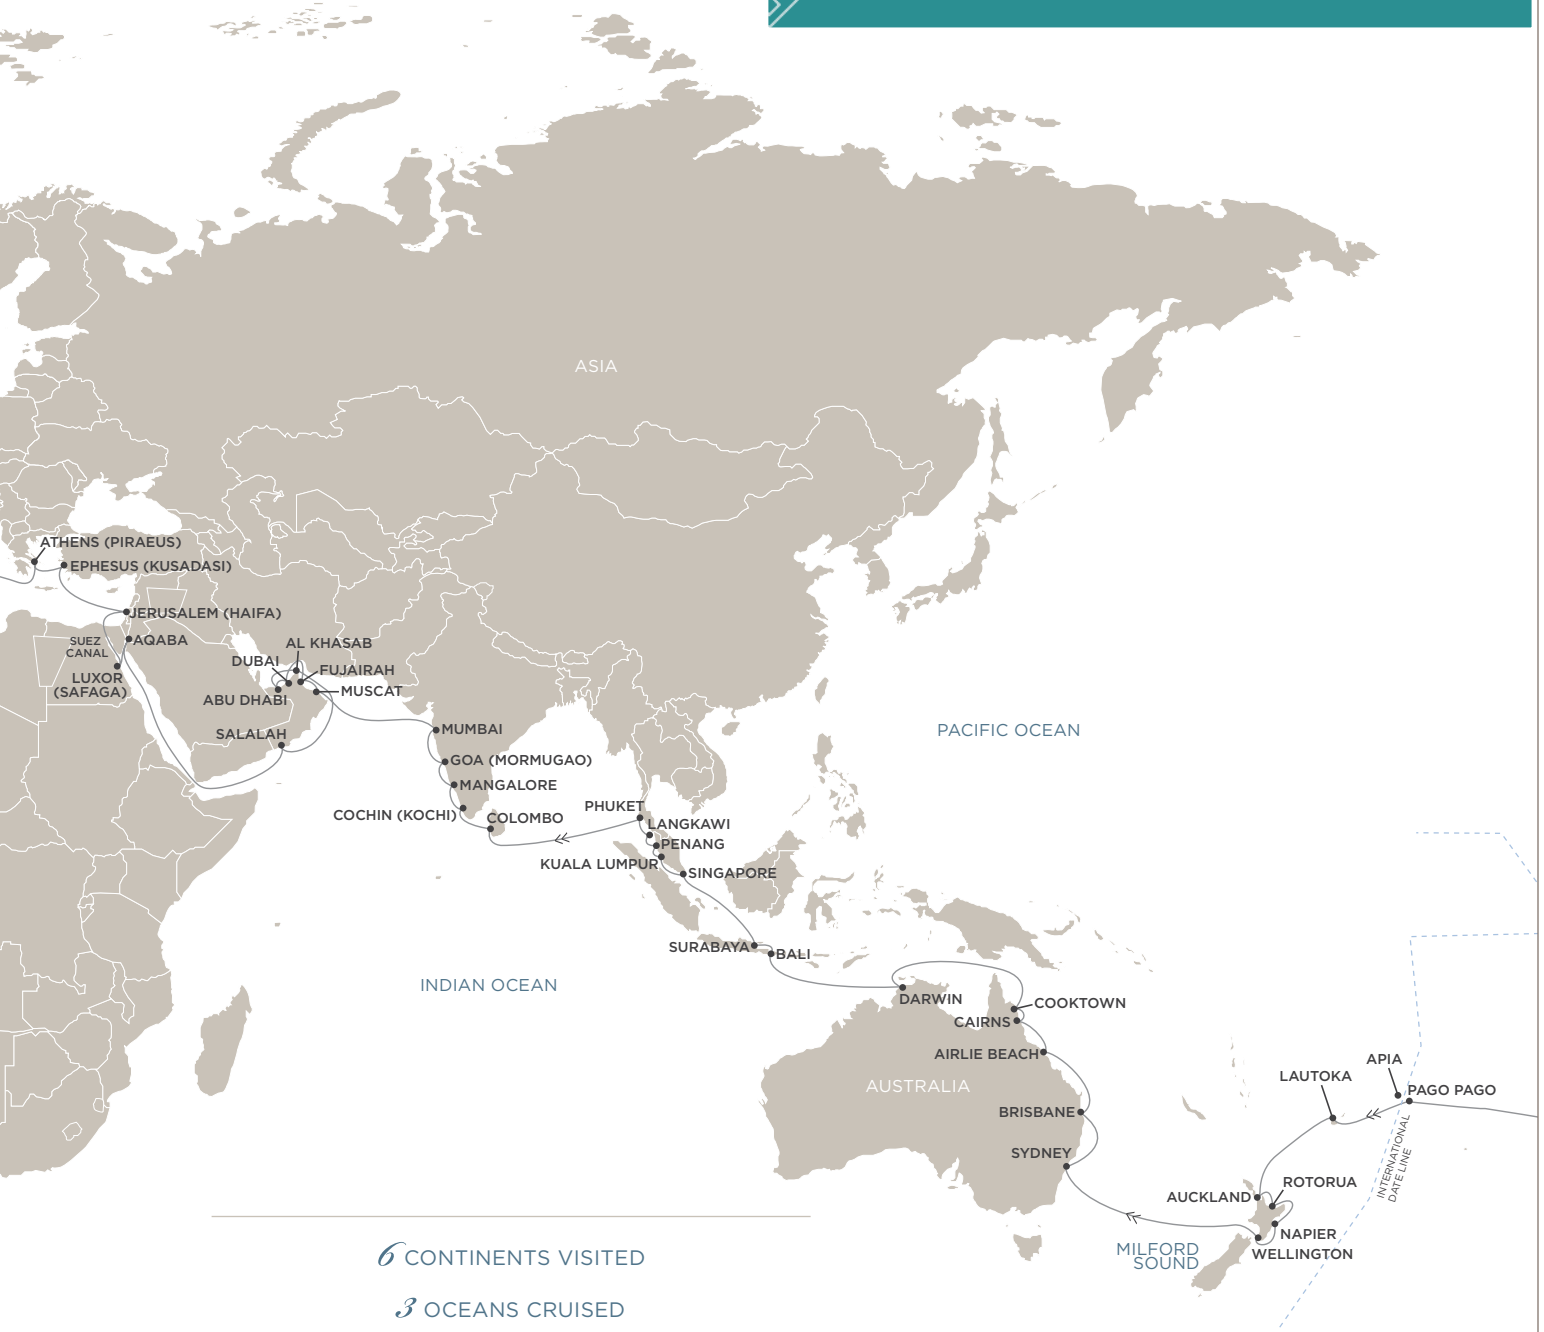 ASIA
ATHENS (PIRAEUS)
EPHESUS (KUSADASI)
JERUSALEM (HAIFA)
SUEZ
CANAL
AQABA
AL KHASAB
DUBAI
FUJAIRAH
LUXOR
(SAFAGA)
ABU DHABI
MUSCAT
SALALAH
MUMBAI
PACIFIC OCEAN
GOA (MORMUGAO)
MANGALORE
PHUKET
COCHIN (KOCHI)
COLOMBO
LANGKAWI
PENANG
KUALA LUMPUR
SINGAPORE
SURABAYA
BALI
INDIAN OCEAN
DARWIN
COOKTOWN
CAIRNS
AIRLIE BEACH
APIA
LAUTOKA
AUSTRALIA
PAGO PAGO
BRISBANE
SYDNEY
INTERNATIONAL
DATE LINE
ROTORUA
AUCKLAND
NAPIER
MILFORD
SOUND
WELLINGTON
6 CONTINENTS VISITED
3 OCEANS CRUISED